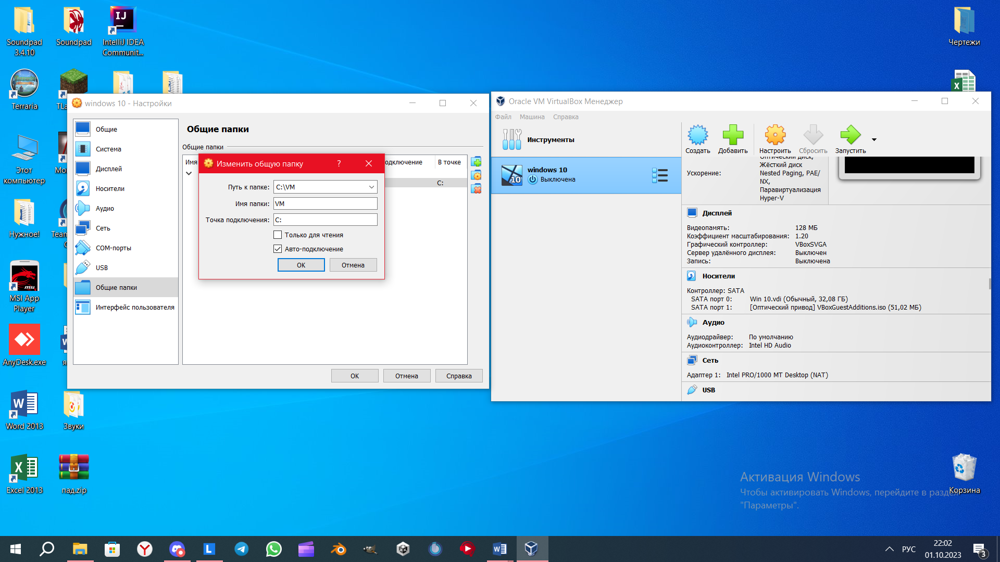 Soundpad
3.4.10
Soundpad
IntelliJ IDEA
Communit...
Чертежи
Terraria
TLa
Этот
компьютер
Mo
Нужное!
Team
MSI App
Player
AnyDesk.exe
Word 2013
Звуки
Excel 2013
пад.zip
Корзина
windows 10 - Настройки
Общие
Система
Дисплей
Носители
Аудио
Сеть
COM-порты
USB
Общие папки
Интерфейс пользователя
Общие папки
Общие папки
Имя
одключение
В точке
C:
Изменить общую папку
?
Путь к папке:
C:\VM
Имя папки:
VM
Точка подключения:
C:
Только для чтения
Авто-подключение
OK
Отмена
OK
Отмена
Справка
Oracle VM VirtualBox Менеджер
Файл
Машина
Справка
Инструменты
windows 10
Выключена
Создать
Добавить
Настроить
Сбросить
Запустить
Оптический диск,
Жёсткий диск
Ускорение:
Nested Paging, PAE/
NX,
Паравиртуализация
Hyper-V
Дисплей
Видеопамять: 128 МБ
Коэффициент масштабирования: 1.20
Графический контроллер: VBoxSVGA
Сервер удалённого дисплея: Выключен
Запись: Выключена
Носители
Контроллер: SATA
SATA порт 0: Win 10.vdi (Обычный, 32,08 ГБ)
SATA порт 1: [Оптический привод] VBoxGuestAdditions.iso (51,02 МБ)
Аудио
Аудиодрайвер: По умолчанию
Аудиоконтроллер: Intel HD Audio
Сеть
Адаптер 1: Intel PRO/1000 MT Desktop (NAT)
USB
Активация Windows
Чтобы активировать Windows, перейдите в раздел
"Параметры".
РУС
22:02
01.10.2023
3